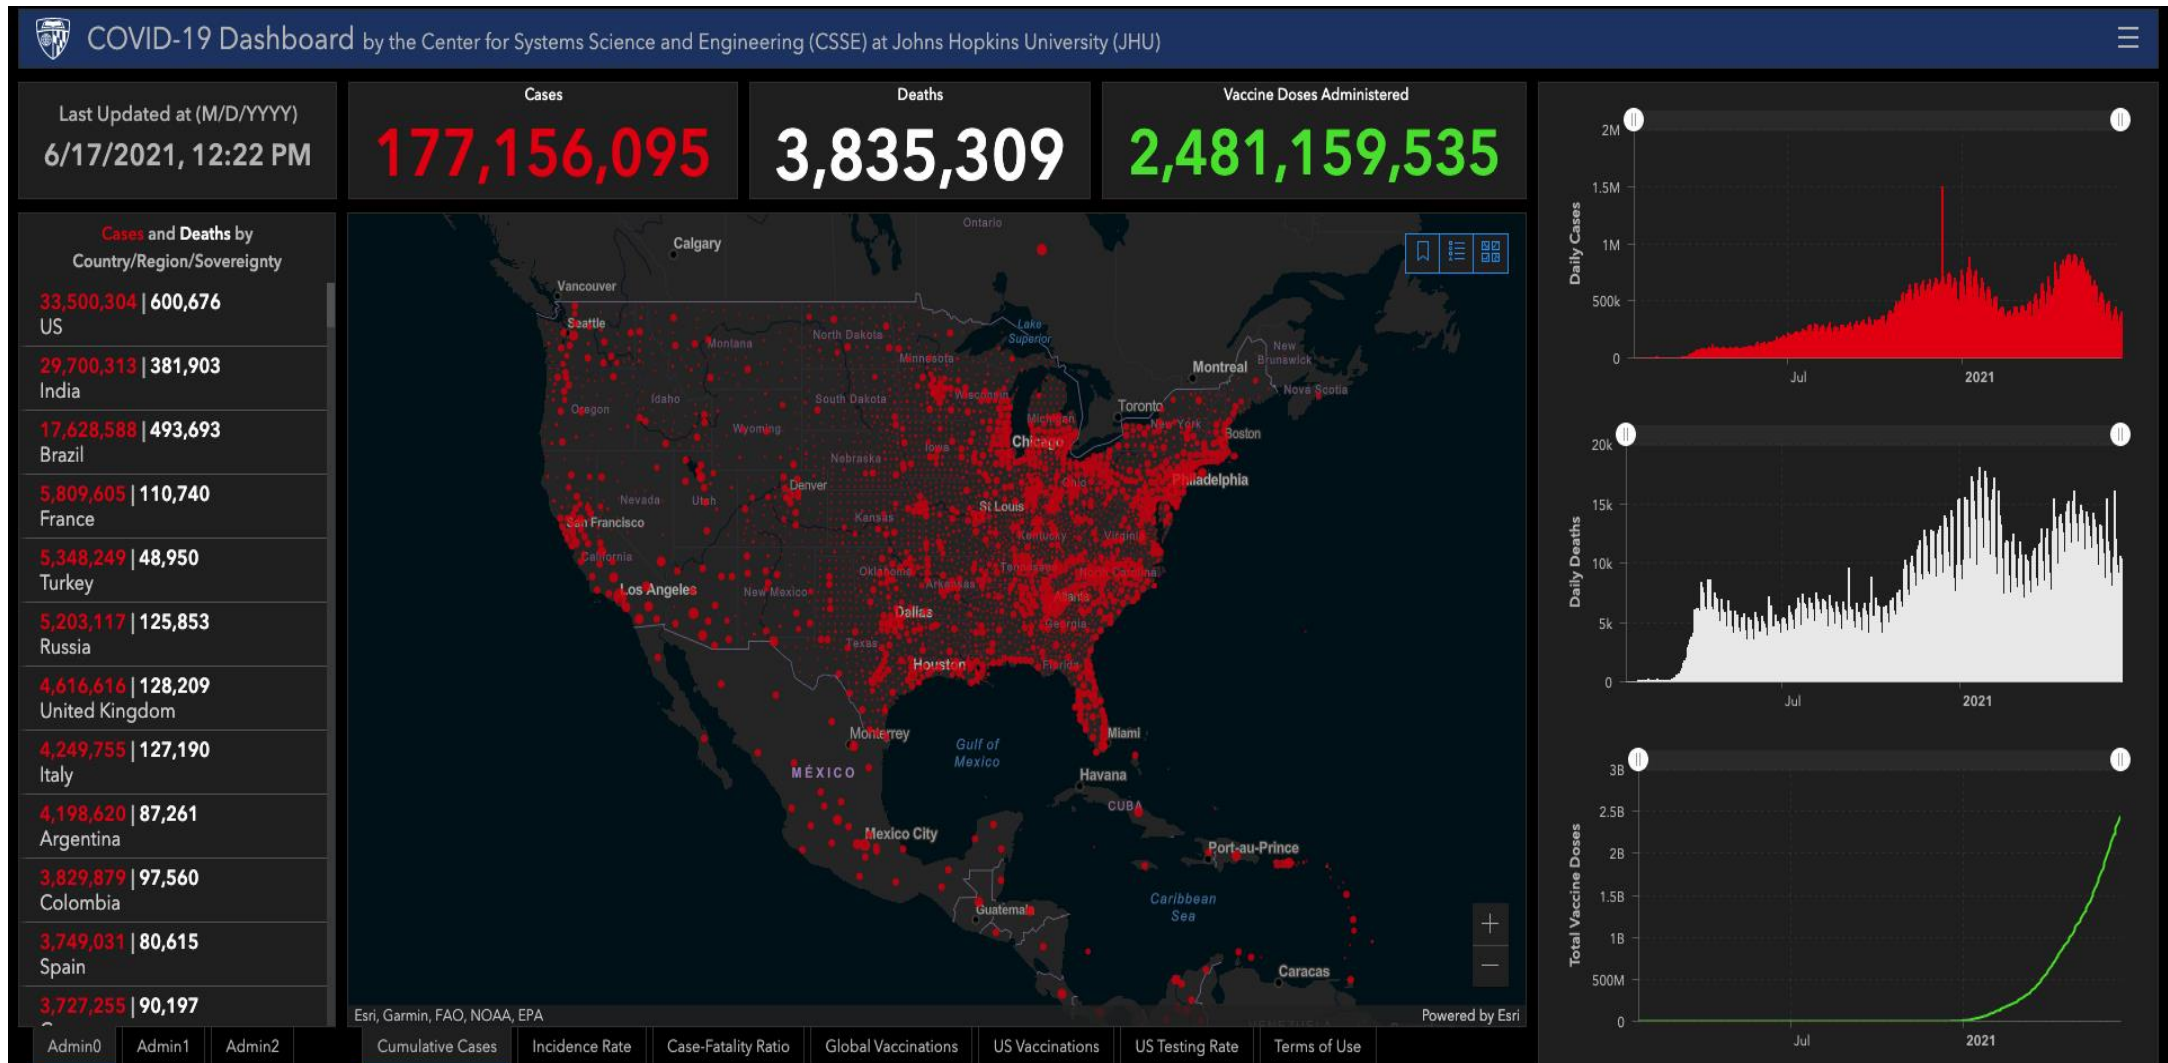 COVID-19 Dashboard by the Center for Systems Science and Engineering (CSSE) at Johns Hopkins University (JHU)
Last Updated at (M/D/YYYY)
6/17/2021, 12:22 PM
Cases
177,156,095
Deaths
3,835,309
Vaccine Doses Administered
2,481,159,535
Cases and Deaths by
Country/Region/Sovereignty
33,500,304 | 600,676
US
29,700,313 | 381,903
India
17,628,588 | 493,693
Brazil
5,809,605 | 110,740
France
5,348,249 | 48,950
Turkey
5,203,117 | 125,853
Russia
4,616,616 | 128,209
United Kingdom
4,249,755 | 127,190
Italy
4,198,620 | 87,261
Argentina
3,829,879 | 97,560
Colombia
3,749,031 | 80,615
Spain
3,727,255 | 90,197
Admin0
Admin1
Admin2
Ontario
Calgary
Vancouver
Seattle
Montana
North Dakota
Lake
Superior
Minnesota
New
Brunswick
Montreal
Nova Scotia
Oregon
Idaho
South Dakota
Wisconsin
Michigan
Toronto
New York
Wyoming
Boston
Iowa
Chicago
Nebraska
Philadelphia
Denver
Ohio
Nevada
Utah
St Louis
Kansas
San Francisco
Kentucky
Virginia
California
Oklahoma
Tennessee
North Carolina
Arkansas
Los Angeles
New Mexico
Atlanta
Dallas
Georgia
Texas
Houston
Florida
Monterrey
Miami
Gulf of
Mexico
MÉXICO
Havana
CUBA
Mexico City
Port-au-Prince
Caribbean
Sea
Guatemala
Caracas
VENEZUELA
Esri, Garmin, FAO, NOAA, EPA
Powered by Esri
Cumulative Cases
Incidence Rate
Case-Fatality Ratio
Global Vaccinations
US Vaccinations
US Testing Rate
Terms of Use
Daily Cases
2M
1.5M
1M
500k
0
Jul
2021
Daily Deaths
20k
15k
10k
5k
0
Jul
2021
Total Vaccine Doses
3B
2.5B
2B
1.5B
1B
500M
0
Jul
2021